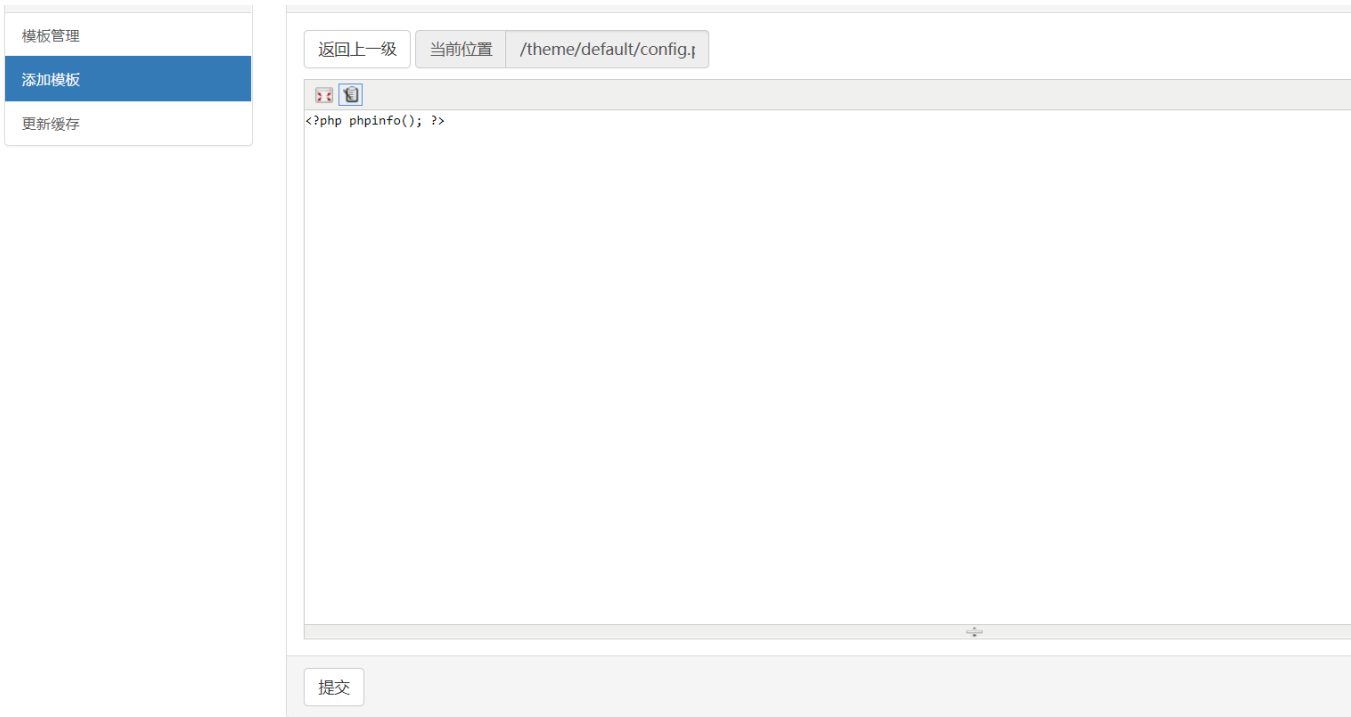 模板管理
添加模板
更新缓存
返回上一级 当前位置 /theme/default/config.p
<?php phpinfo(); ?>
提交